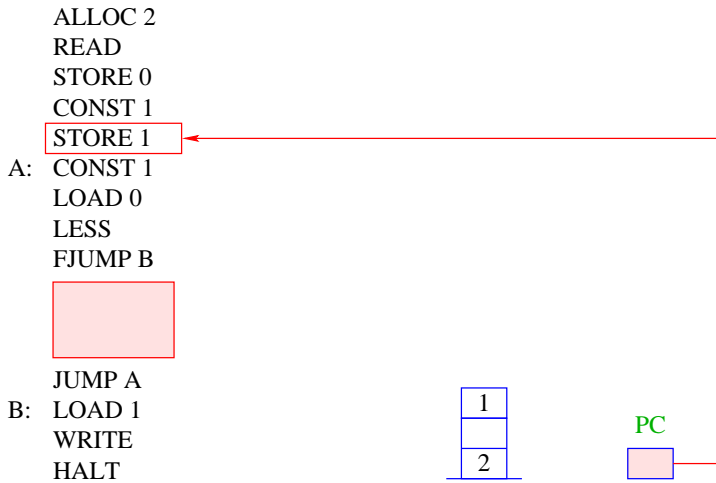 ALLOC 2
READ
STORE 0
CONST 1
STORE 1
A: CONST 1
LOAD 0
LESS
FJUMP B
JUMP A
B: LOAD 1
WRITE
HALT
1
2
PC